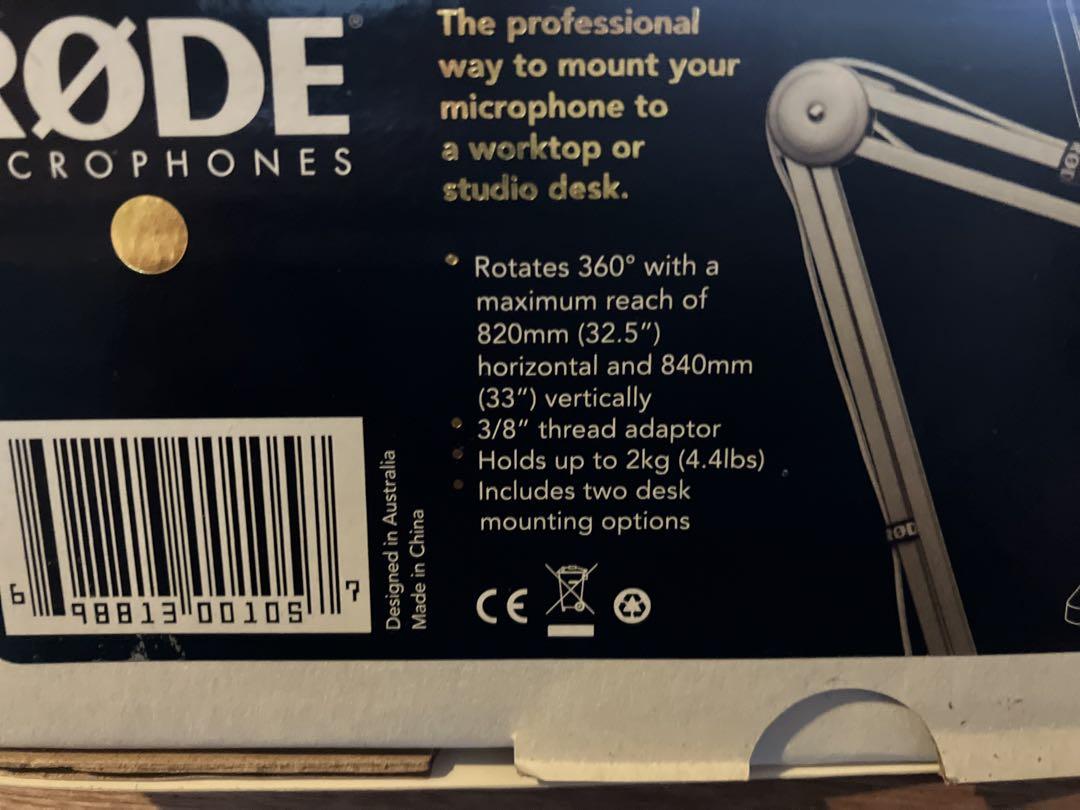 RØDE®
CROPHONES
The professional
way to mount your
microphone to
a worktop or
studio desk.
Rotates 360° with a
maximum reach of
820mm (32.5”)
horizontal and 840mm
(33”) vertically
3/8” thread adaptor
Holds up to 2kg (4.4lbs)
Includes two desk
mounting options
Designed in Australia
Made in China
6 98813 00105 7
CE
RØD
RØD